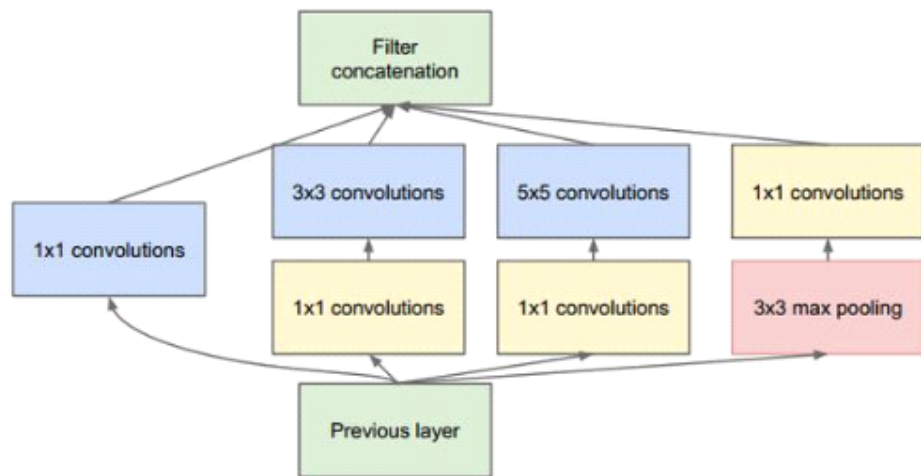 Filter
concatenation
3x3 convolutions
5x5 convolutions
1x1 convolutions
1x1 convolutions
1x1 convolutions
1x1 convolutions
3x3 max pooling
Previous layer